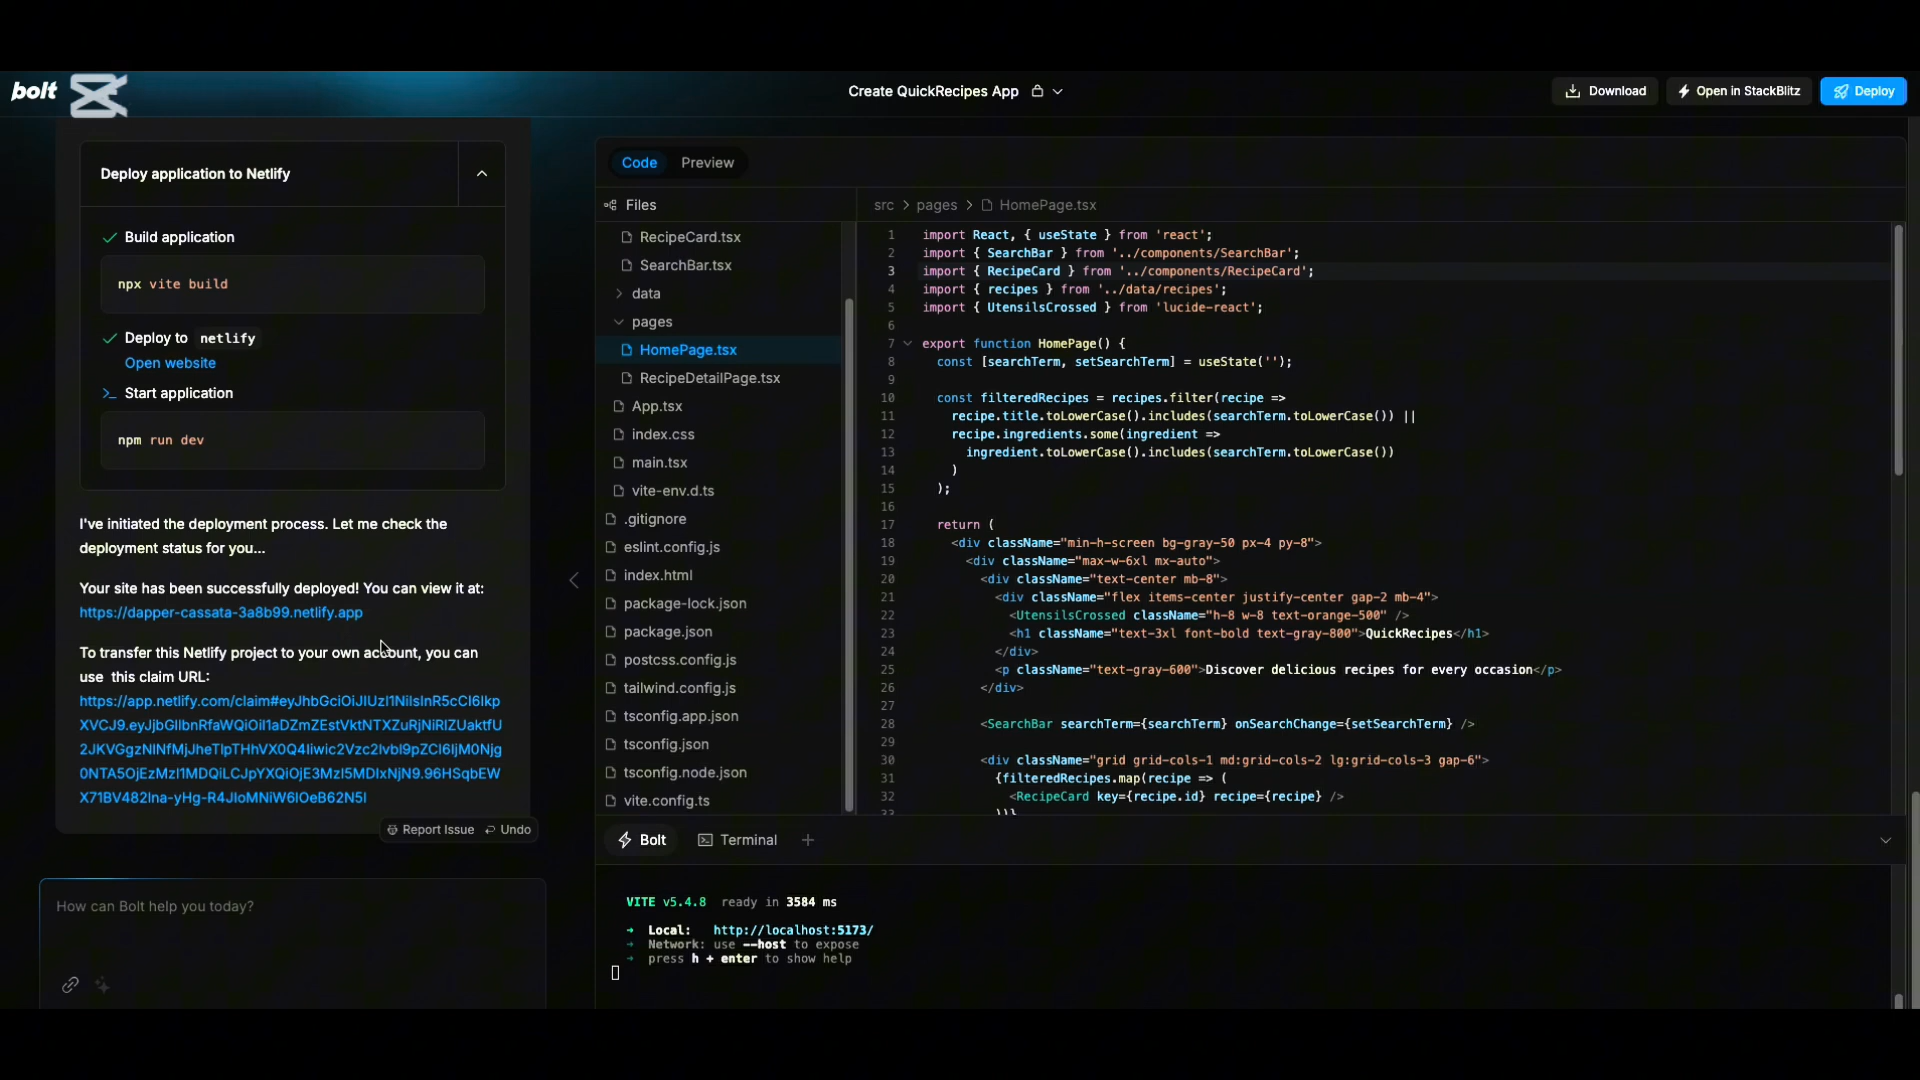 bolt
Create QuickRecipes App
Download
Open in StackBlitz
Deploy
Deploy application to Netlify
Build application
npx vite build
Deploy to netlify
Open website
Start application
npm run dev
I've initiated the deployment process. Let me check the
deployment status for you...
Your site has been successfully deployed! You can view it at:
https://dapper-cassata-3a8b99.netlify.app
To transfer this Netlify project to your own account, you can
use this claim URL:
https://app.netlify.com/claim#eyJhbGciOiJIUzI1NiIsInR5cCI6Ikp
Report Issue
Undo
How can Bolt help you today?
Code
Preview
Files
RecipeCard.tsx
SearchBar.tsx
data
pages
HomePage.tsx
RecipeDetailPage.tsx
App.tsx
index.css
main.tsx
vite-env.d.ts
.gitignore
eslint.config.js
index.html
package-lock.json
package.json
postcss.config.js
tailwind.config.js
tsconfig.app.json
tsconfig.json
tsconfig.node.json
vite.config.ts
src > pages > HomePage.tsx
1 import React, { useState } from 'react';
2 import { SearchBar } from '../components/SearchBar';
3 import { RecipeCard } from '../components/RecipeCard';
4 import { recipes } from '../data/recipes';
5 import { UtensilsCrossed } from 'lucide-react';
6
7 export function HomePage() {
8 const [searchTerm, setSearchTerm] = useState('');
9
10 const filteredRecipes = recipes.filter(recipe =>
11 recipe.title.toLowerCase().includes(searchTerm.toLowerCase()) ||
12 recipe.ingredients.some(ingredient =>
13 ingredient.toLowerCase().includes(searchTerm.toLowerCase())
14 )
15 );
16
17 return (
18 <div className="min-h-screen bg-gray-50 px-4 py-8">
19 <div className="max-w-6xl mx-auto">
20 <div className="text-center mb-8">
21 <div className="flex items-center justify-center gap-2 mb-4">
22 <UtensilsCrossed className="h-8 w-8 text-orange-500" />
23 <h1 className="text-3xl font-bold text-gray-800">QuickRecipes</h1>
24 </div>
25 <p className="text-gray-600">Discover delicious recipes for every occasion</p>
26 </div>
27
28 <SearchBar searchTerm={searchTerm} onSearchChange={setSearchTerm} />
29
30 <div className="grid grid-cols-1 md:grid-cols-2 lg:grid-cols-3 gap-6">
31 {filteredRecipes.map(recipe => (
32 <RecipeCard key={recipe.id} recipe={recipe} />
33 ))}
Bolt
Terminal
VITE v5.4.8 ready in 3584 ms
➜ Local: http://localhost:5173/
➜ Network: use --host to expose
➜ press h + enter to show help